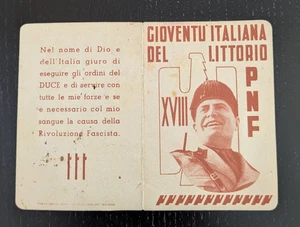 Nel nome di Dio e
dell'Italia giuro di
eseguire gli ordini del
DUCE e di servire con
tutte le mie forze e se
è necessario col mio
sangue la causa della
Rivoluzione Fascista.
GIOVENTU' ITALIANA
DEL LITTORIO
XVIII
PNF